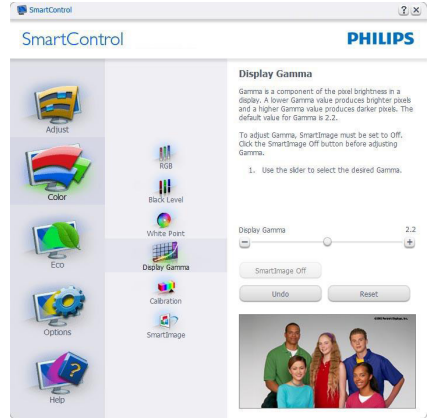 SmartControl
SmartControl
PHILIPS
Adjust
Color
Eco
Options
Help
RGB
Black Level
White Point
Display Gamma
Calibration
SmartImage
Display Gamma
Gamma is a component of the pixel brightness in a
display. A lower Gamma value produces brighter pixels
and a higher Gamma value produces darker pixels. The
default value for Gamma is 2.2.
To adjust Gamma, SmartImage must be set to Off.
Click the SmartImage Off button before adjusting
Gamma.
1. Use the slider to select the desired Gamma.
Display Gamma 2.2
SmartImage Off
Undo Reset